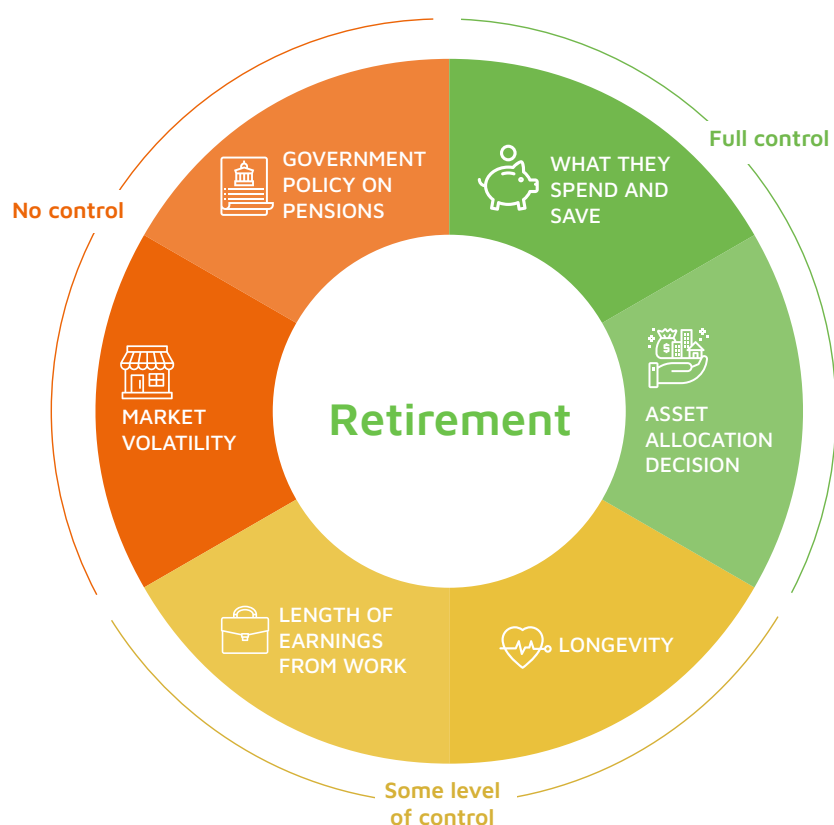 Full control
WHAT THEY
SPEND AND
SAVE
ASSET
ALLOCATION
DECISION
LONGEVITY
Some level
of control
LENGTH OF
EARNINGS
FROM WORK
MARKET
VOLATILITY
No control
GOVERNMENT
POLICY ON
PENSIONS
Retirement
$